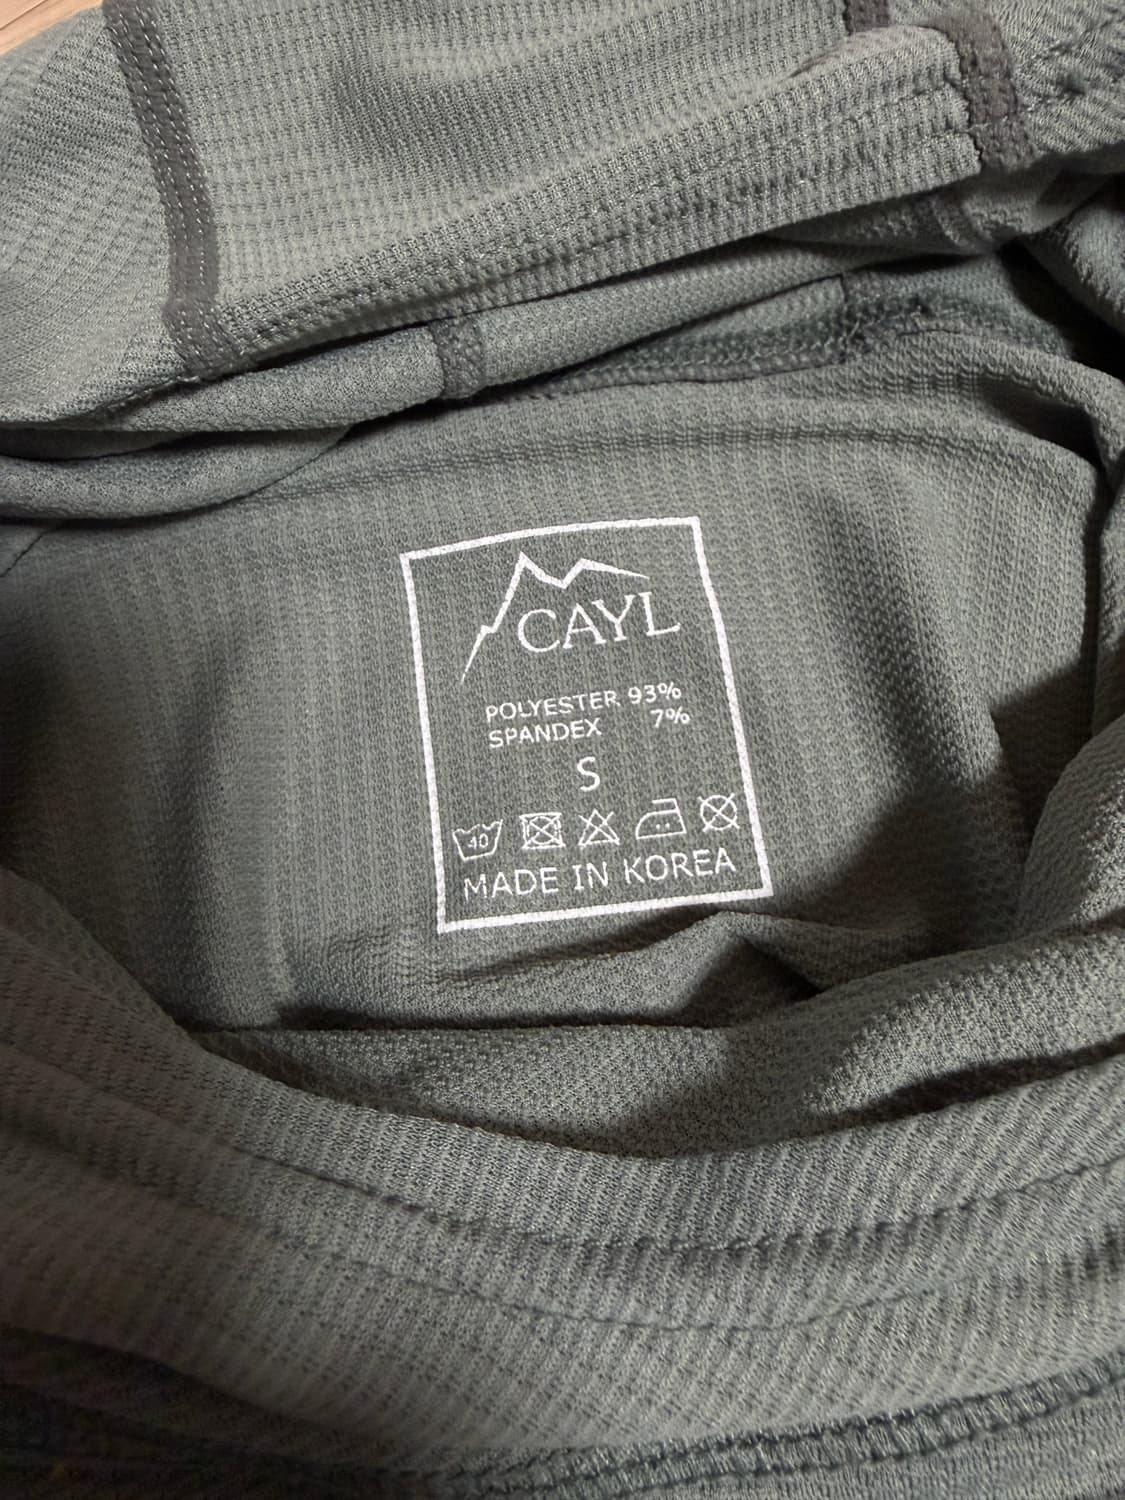 CAYL
POLYESTER 93%
SPANDEX 7%
S
40
MADE IN KOREA